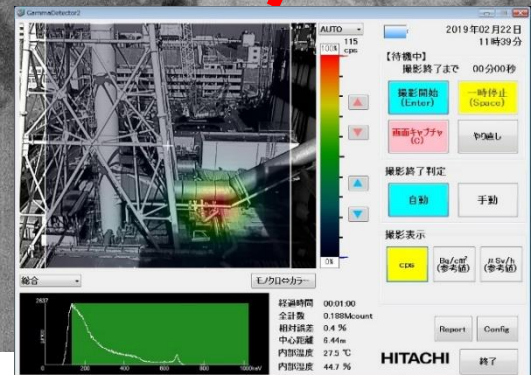 GammaDetector2
AUTO
115
cps
100%
0%
2019年02月22日
11時39分
【待機中】
撮影終了まで 00分00秒
撮影開始
(Enter)
一時停止
(Space)
画面キャプチャ
(C)
やり直し
撮影終了判定
自動
手動
撮影表示
cps
Bq/cm²
(参考値)
μSv/h
(参考値)
総合
モノクロ⇔カラー
2637
200
400
600
800
1000keV
経過時間 00:01:00
全計数 0.188Mcount
相対誤差 0.4 %
中心距離 6.44m
内部温度 27.5 ℃
内部湿度 44.7 %
Report
Config
HITACHI
終了